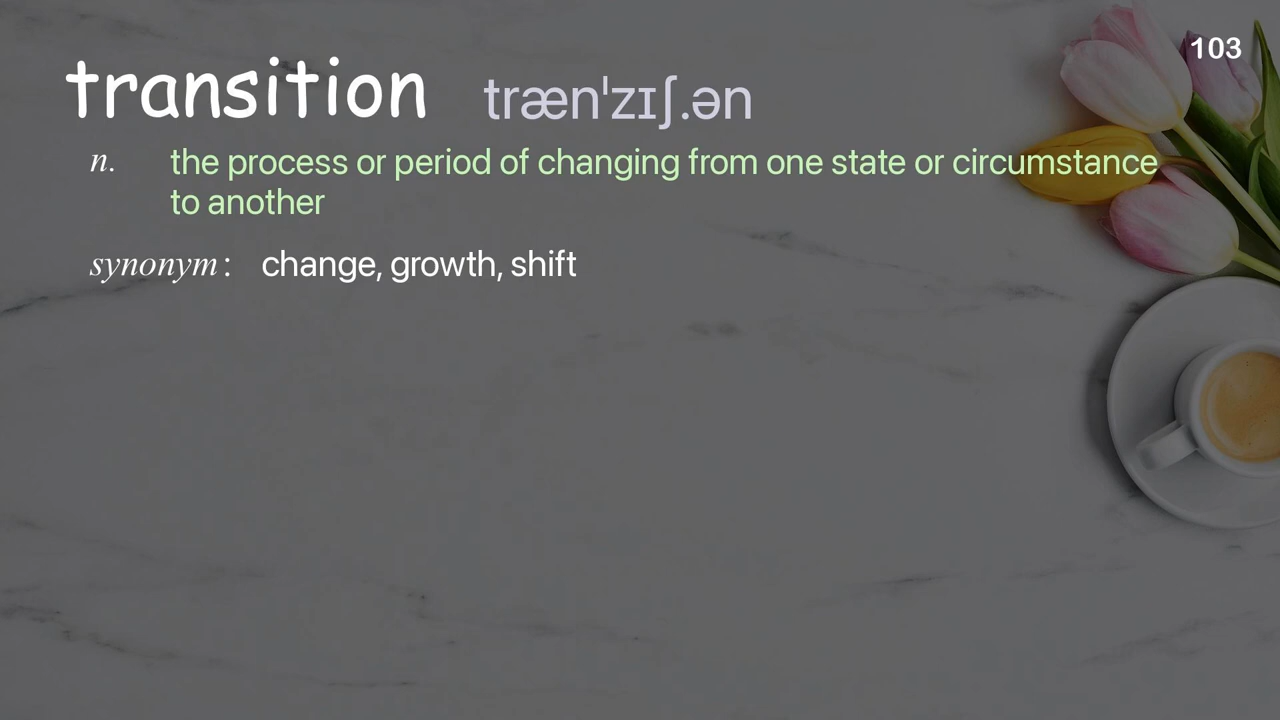 103
transition trænˈzɪʃ.ən
n. the process or period of changing from one state or circumstance
to another
synonym: change, growth, shift